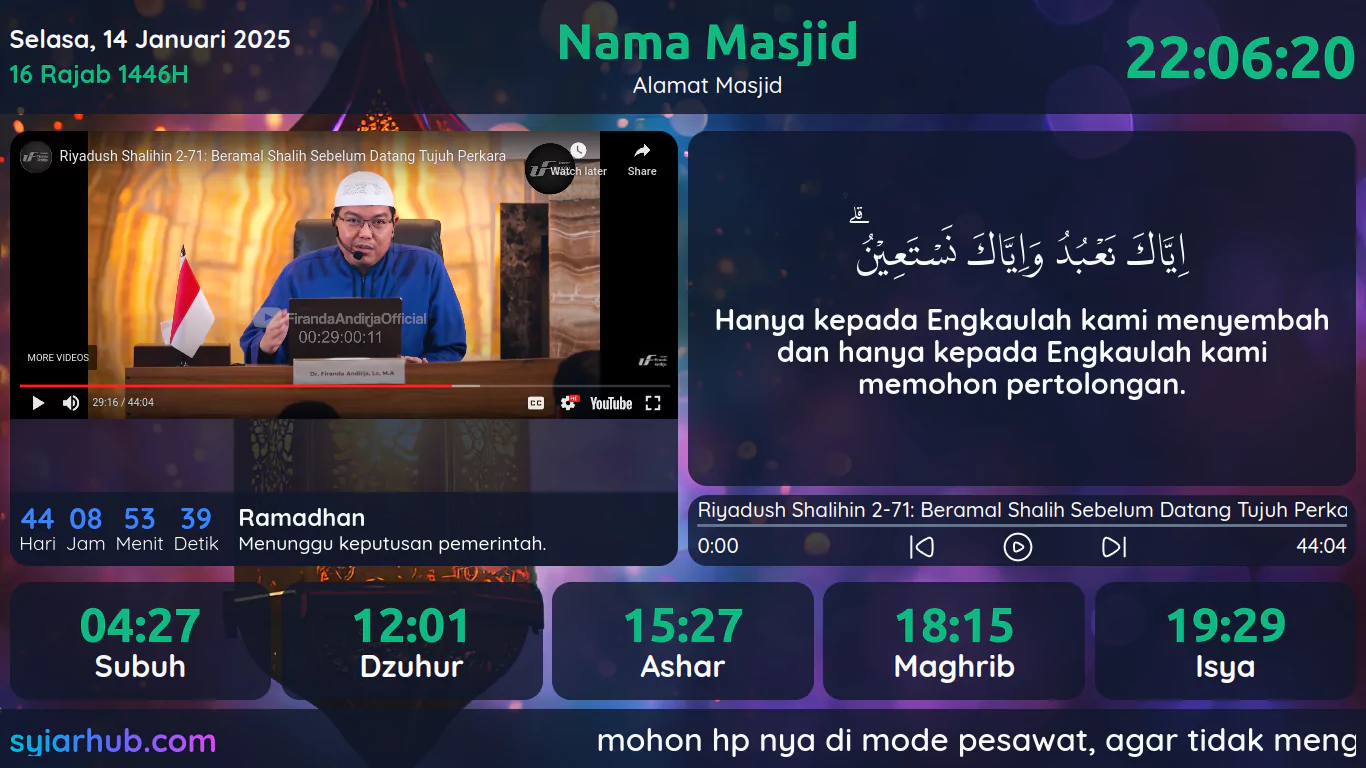 Selasa, 14 Januari 2025
16 Rajab 1446H
Nama Masjid
Alamat Masjid
22:06:20
Riyadush Shalihin 2-71: Beramal Shalih Sebelum Datang Tujuh Perkara
Watch later
Share
FirandaAndirjaOfficial
00:29:00:11
MORE VIDEOS
Dr. Firanda Andirja, Lc, M.A
29:16 / 44:04
CC
HD
YouTube
44 08 53 39
Hari Jam Menit Detik
Ramadhan
Menunggu keputusan pemerintah.
اِيَّاكَ نَعْبُدُ وَاِيَّاكَ نَسْتَعِيْنُۗ
Hanya kepada Engkaulah kami menyembah
dan hanya kepada Engkaulah kami
memohon pertolongan.
Riyadush Shalihin 2-71: Beramal Shalih Sebelum Datang Tujuh Perka
0:00
44:04
04:27
Subuh
12:01
Dzuhur
15:27
Ashar
18:15
Maghrib
19:29
Isya
syiarhub.com
mohon hp nya di mode pesawat, agar tidak meng